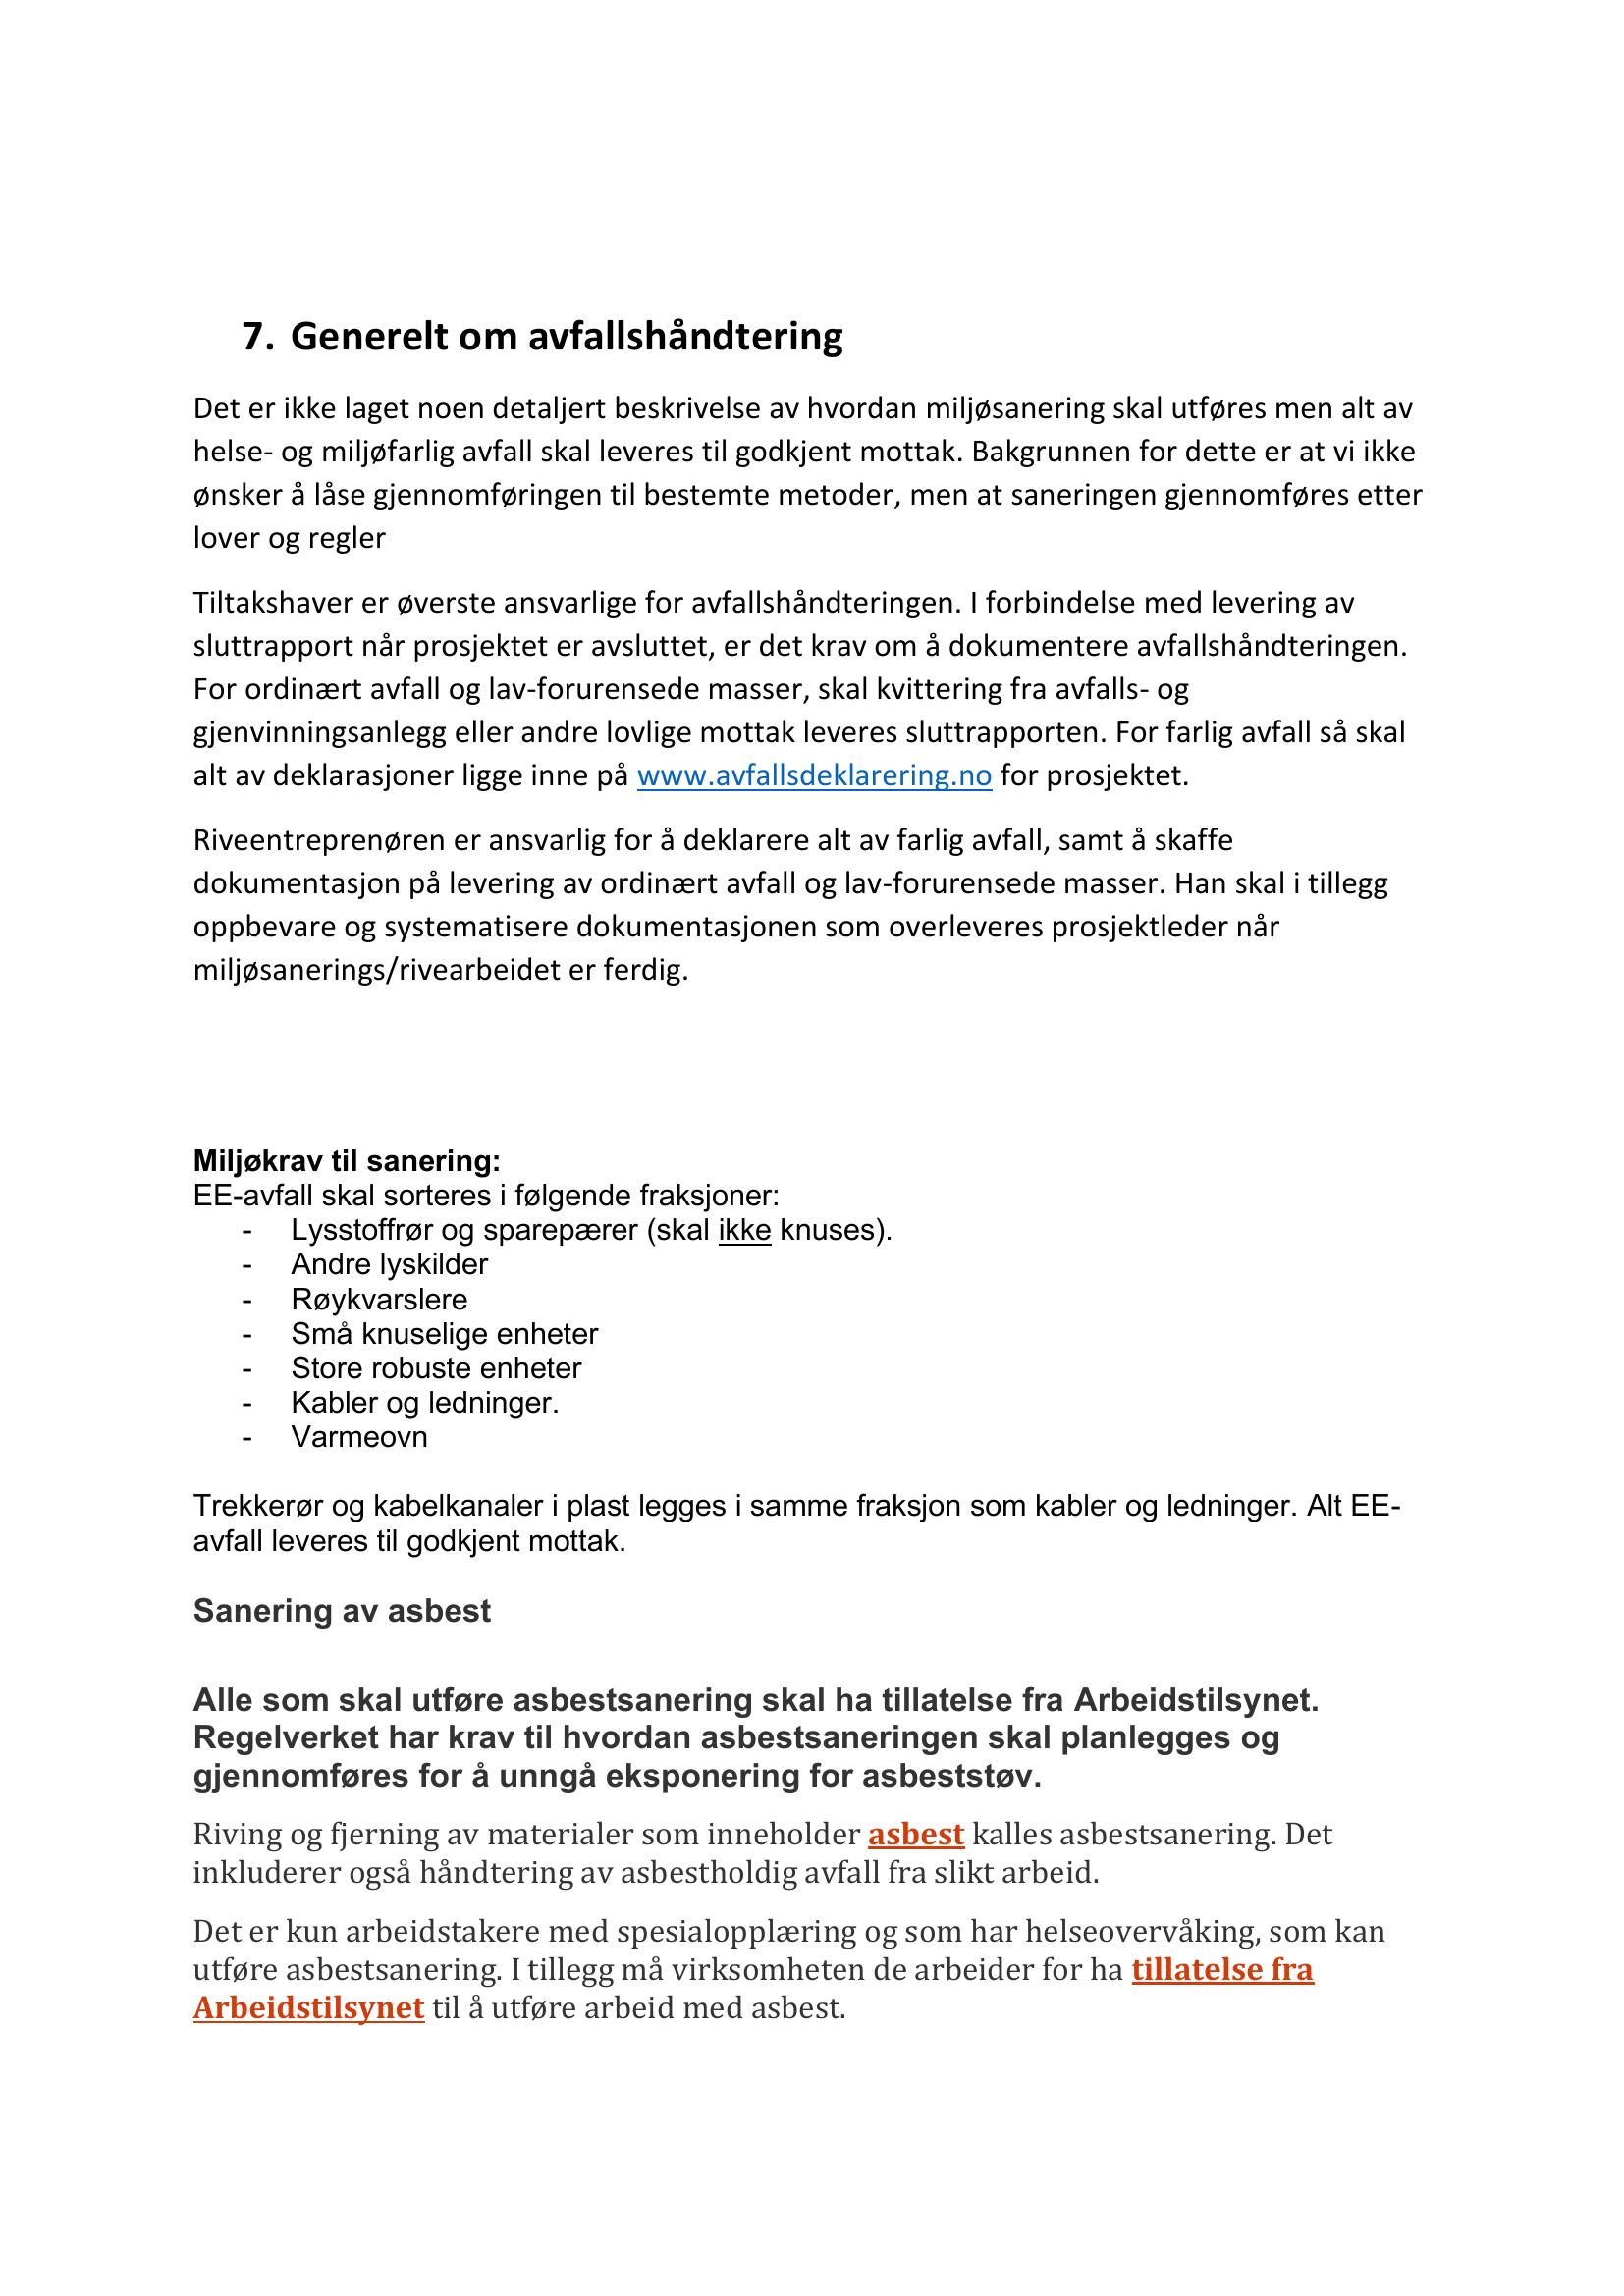 7. Generelt om avfallshåndtering
Det er ikke laget noen detaljert beskrivelse av hvordan miljøsanering skal utføres men alt av
helse- og miljøfarlig avfall skal leveres til godkjent mottak. Bakgrunnen for dette er at vi ikke
ønsker å låse gjennomføringen til bestemte metoder, men at saneringen gjennomføres etter
lover og regler
Tiltakshaver er øverste ansvarlige for avfallshåndteringen. I forbindelse med levering av
sluttrapport når prosjektet er avsluttet, er det krav om å dokumentere avfallshåndteringen.
For ordinært avfall og lav-forurensede masser, skal kvittering fra avfalls- og
gjenvinningsanlegg eller andre lovlige mottak leveres sluttrapporten. For farlig avfall så skal
alt av deklarasjoner ligge inne på www.avfallsdeklarering.no for prosjektet.
Riveentreprenøren er ansvarlig for å deklarere alt av farlig avfall, samt å skaffe
dokumentasjon på levering av ordinært avfall og lav-forurensede masser. Han skal i tillegg
oppbevare og systematisere dokumentasjonen som overleveres prosjektleder når
miljøsanerings/rivearbeidet er ferdig.
Miljøkrav til sanering:
EE-avfall skal sorteres i følgende fraksjoner:
- Lysstoffrør og sparepærer (skal ikke knuses).
- Andre lyskilder
- Røykvarslere
- Små knuselige enheter
- Store robuste enheter
- Kabler og ledninger.
- Varmeovn
Trekkerør og kabelkanaler i plast legges i samme fraksjon som kabler og ledninger. Alt EE-
avfall leveres til godkjent mottak.
Sanering av asbest
Alle som skal utføre asbestsanering skal ha tillatelse fra Arbeidstilsynet.
Regelverket har krav til hvordan asbestsaneringen skal planlegges og
gjennomføres for å unngå eksponering for asbeststøv.
Riving og fjerning av materialer som inneholder asbest kalles asbestsanering. Det
inkluderer også håndtering av asbestholdig avfall fra slikt arbeid.
Det er kun arbeidstakere med spesialopplæring og som har helseovervåking, som kan
utføre asbestsanering. I tillegg må virksomheten de arbeider for ha tillatelse fra
Arbeidstilsynet til å utføre arbeid med asbest.